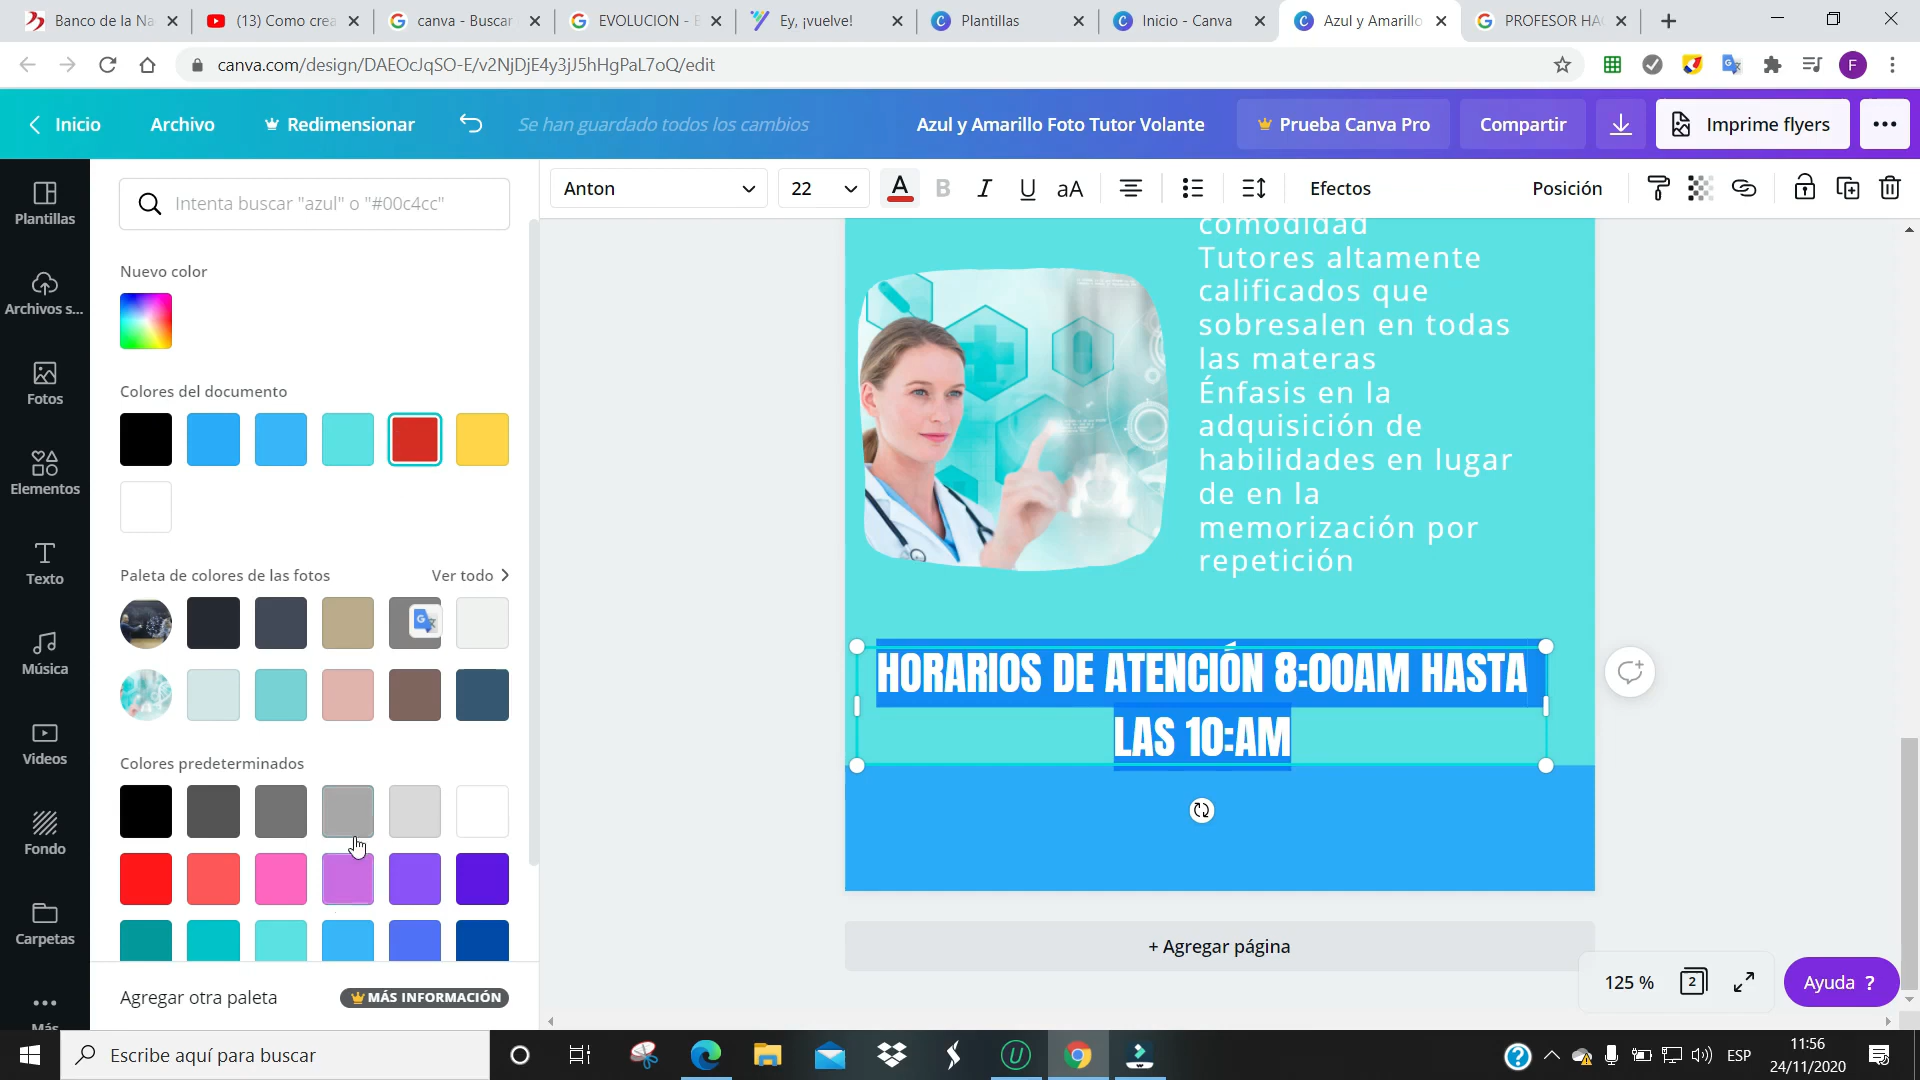 Banco de la Na
(13) Como crea
canva - Buscar
EVOLUCION - E
Ey, ¡vuelve!
Plantillas
Inicio - Canva
Azul y Amarillo
PROFESOR HA
canva.com/design/DAEOcJqSO-E/v2NjDjE4y3jJ5hHgPaL7oQ/edit
F
Inicio
Archivo
Redimensionar
Se han guardado todos los cambios
Azul y Amarillo Foto Tutor Volante
Prueba Canva Pro
Compartir
Imprime flyers
Plantillas
Archivos s...
Fotos
Elementos
Texto
Música
Videos
Fondo
Carpetas
Más
Intenta buscar "azul" o "#00c4cc"
Nuevo color
Colores del documento
Paleta de colores de las fotos
Ver todo
Colores predeterminados
Agregar otra paleta
MÁS INFORMACIÓN
Anton
22
A
B
I
U
aA
Efectos
Posición
comodidad
Tutores altamente
calificados que
sobresalen en todas
las materas
Énfasis en la
adquisición de
habilidades en lugar
de en la
memorización por
repetición
HORARIOS DE ATENCIÓN 8:00AM HASTA
LAS 10:AM
+ Agregar página
125 %
2
Ayuda ?
Escribe aquí para buscar
ESP
11:56
24/11/2020